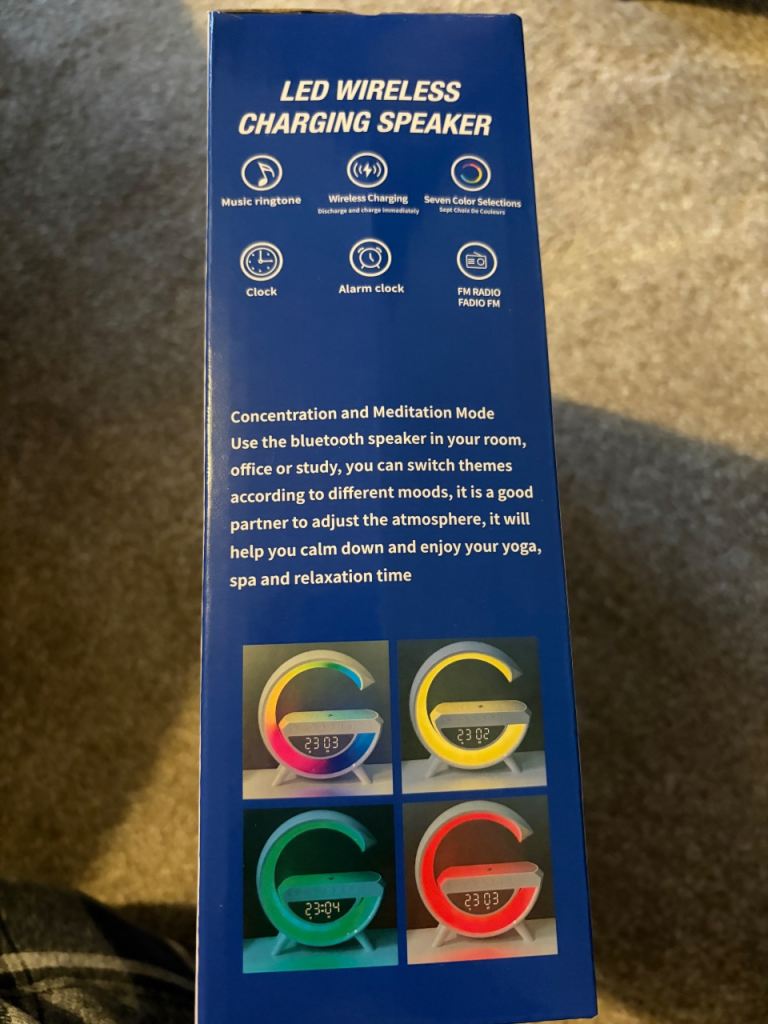 LED WIRELESS
CHARGING SPEAKER
Music ringtone
Wireless Charging
Discharge and charge immediately
Seven Color Selections
Sept Choix De Couleurs
Clock
Alarm clock
FM RADIO
FADIO FM
Concentration and Meditation Mode
Use the bluetooth speaker in your room,
office or study, you can switch themes
according to different moods, it is a good
partner to adjust the atmosphere, it will
help you calm down and enjoy your yoga,
spa and relaxation time
23 03
23 02
23:04
23 03